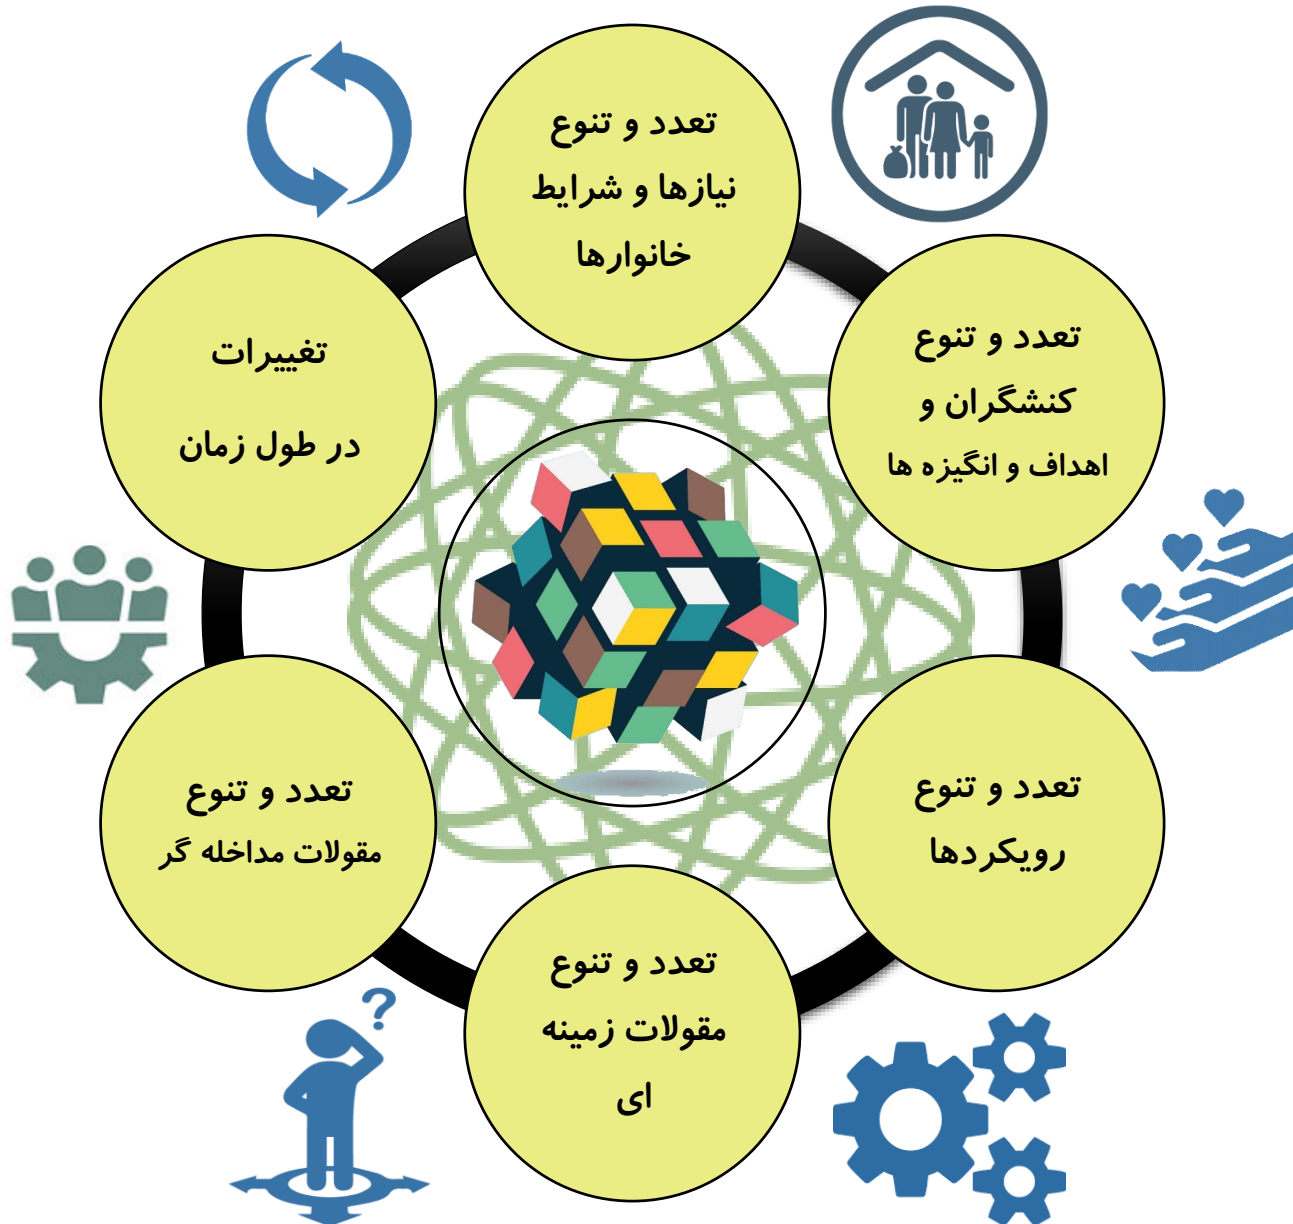 تعدد و تنوع
نیازها و شرایط
خانوارها
تعدد و تنوع
کنشگران و
اهداف و انگیزه ها
تعدد و تنوع
رویکردها
تعدد و تنوع
مقولات زمینه
ای
تعدد و تنوع
مقولات مداخله گر
تغییرات
در طول زمان
?